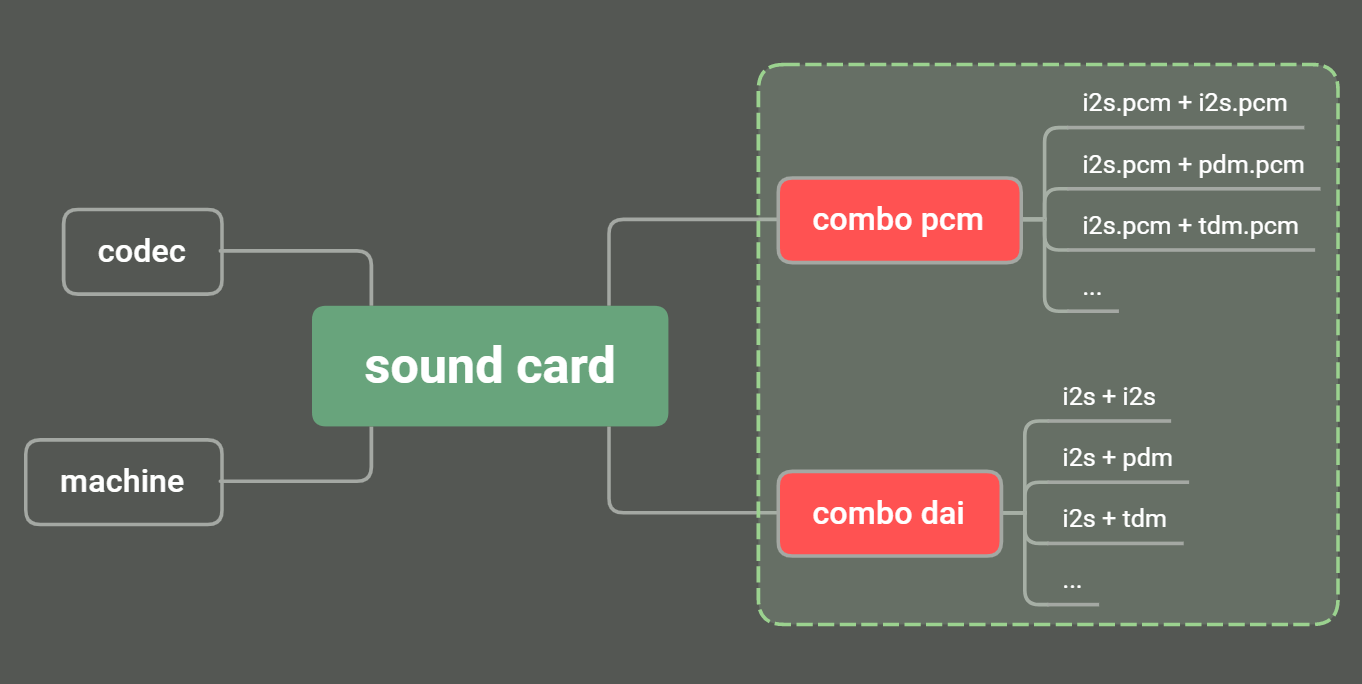 codec
machine
sound card
combo pcm
i2s.pcm + i2s.pcm
i2s.pcm + pdm.pcm
i2s.pcm + tdm.pcm
...
combo dai
i2s + i2s
i2s + pdm
i2s + tdm
...